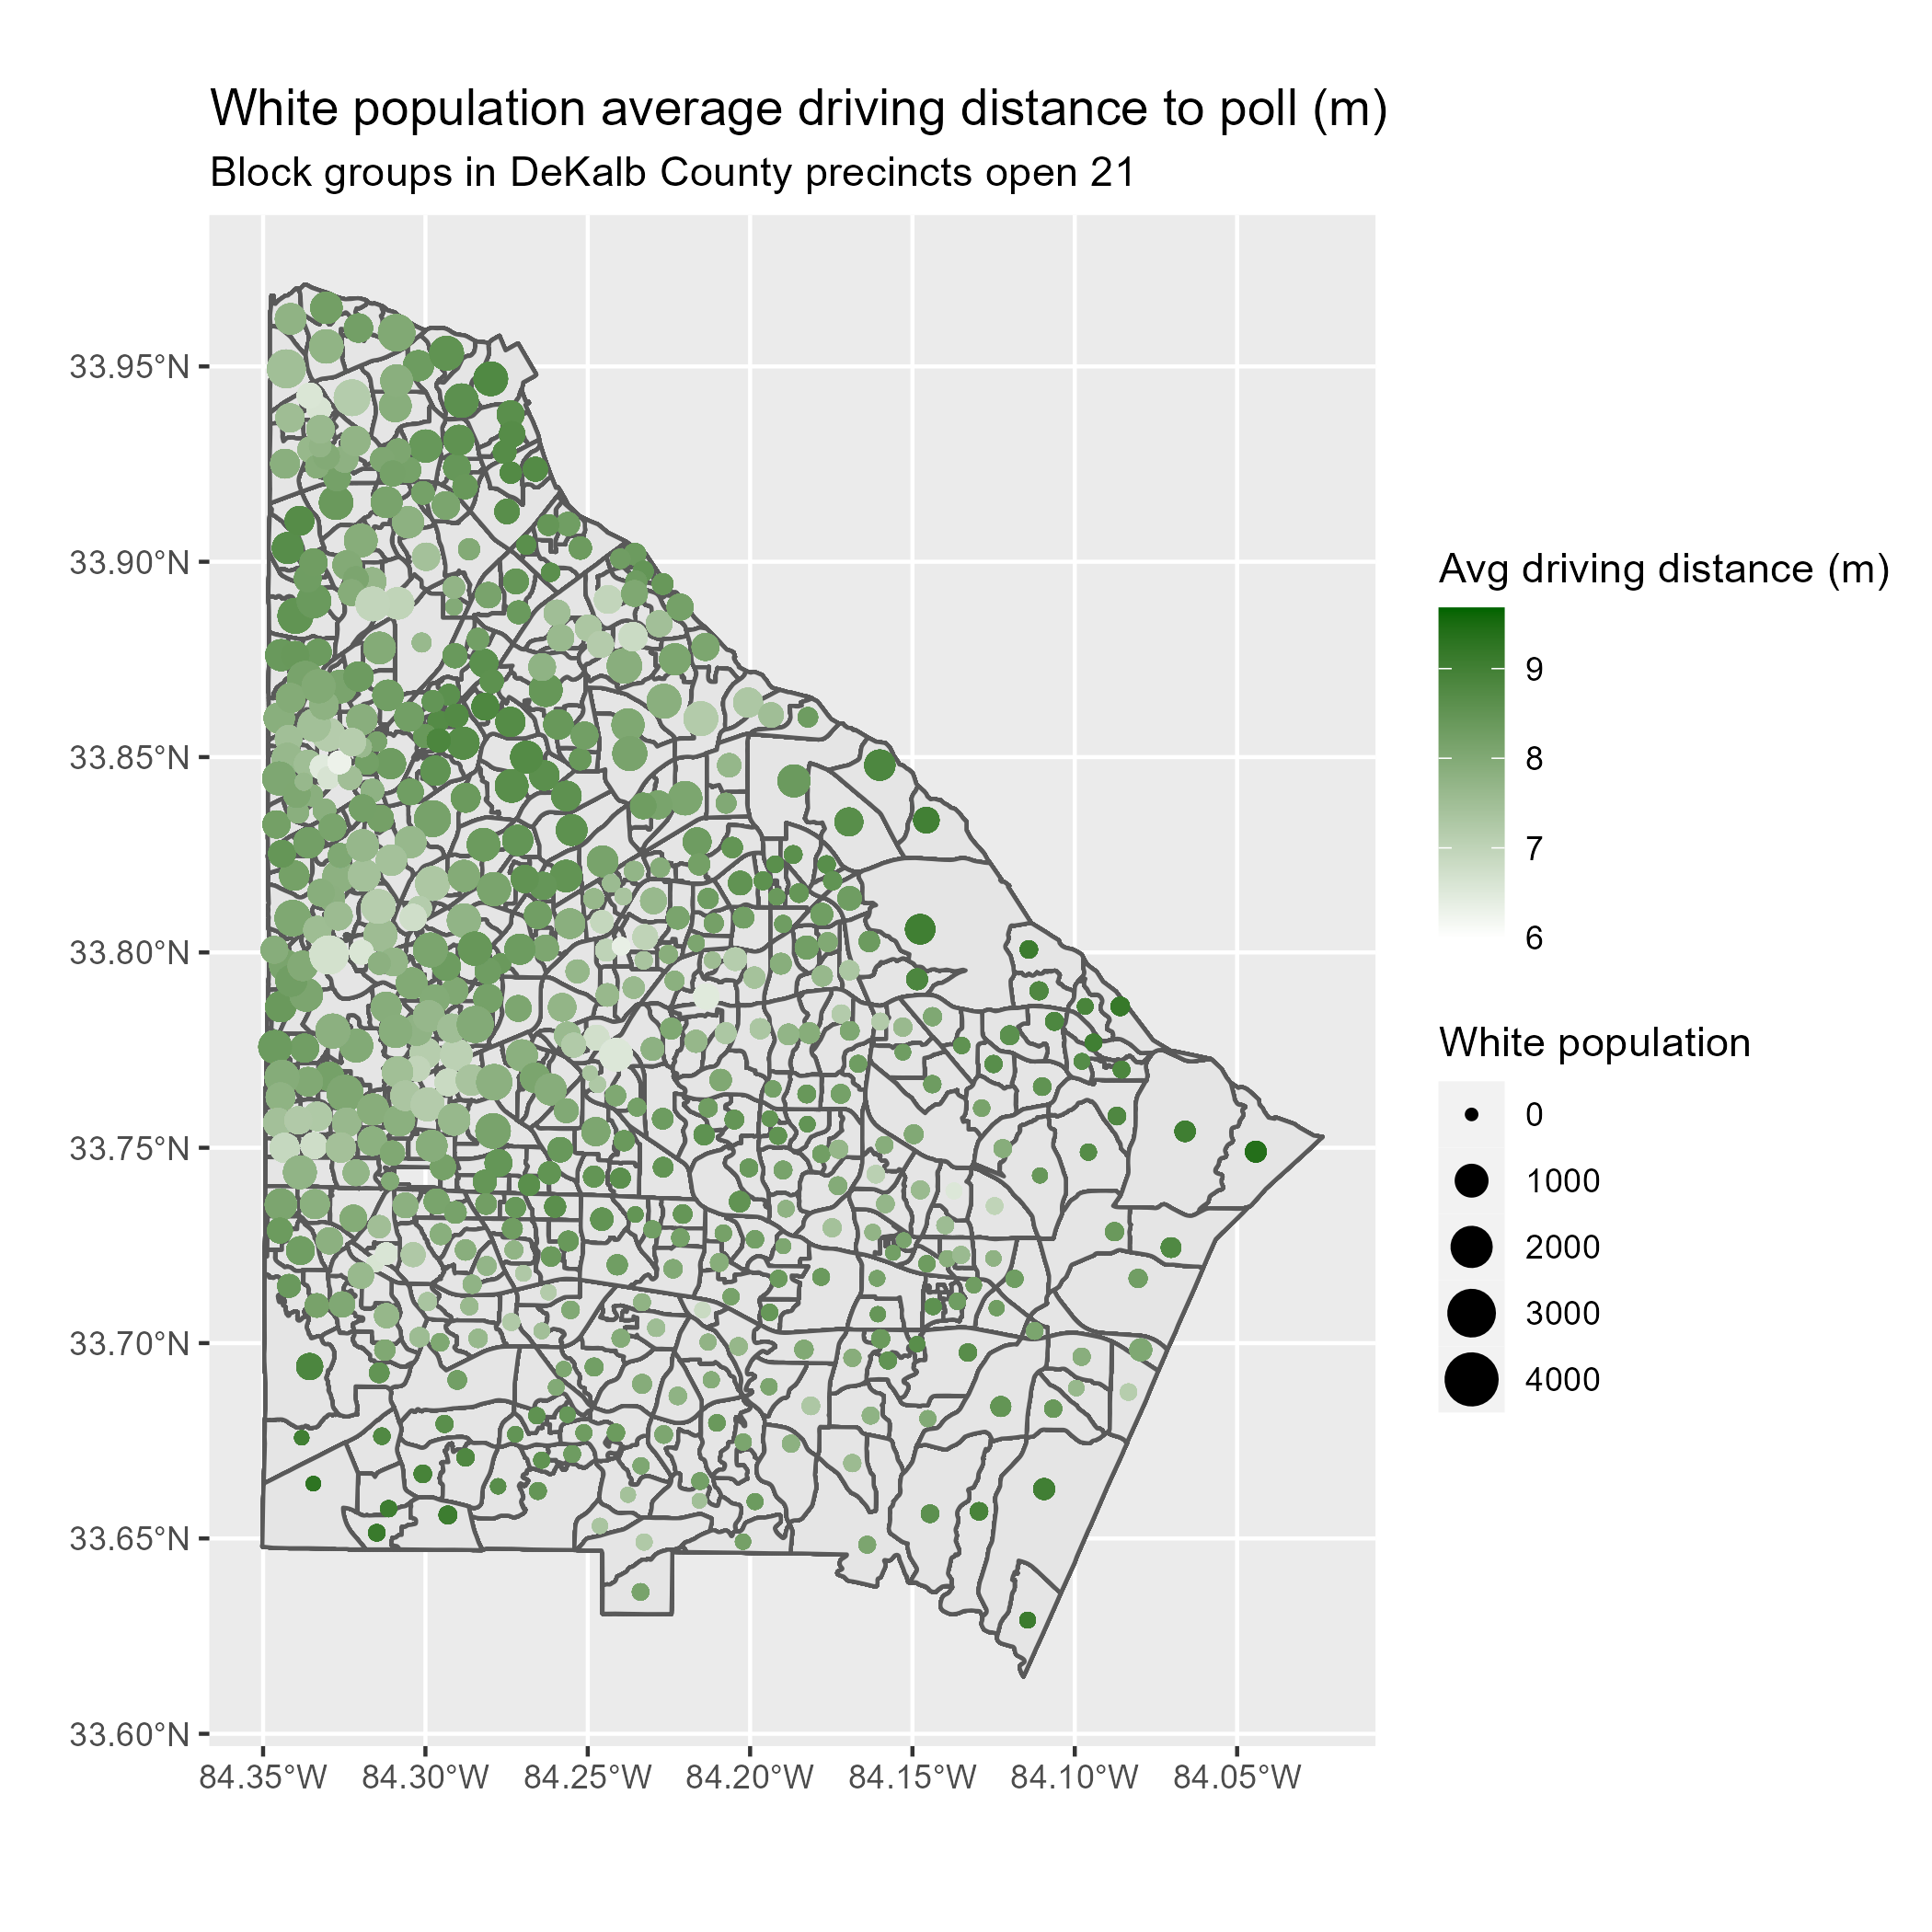 White population average driving distance to poll (m)
Block groups in DeKalb County precincts open 21
33.95°N
33.90°N
33.85°N
33.80°N
33.75°N
33.70°N
33.65°N
33.60°N
84.35°W 84.30°W 84.25°W 84.20°W 84.15°W 84.10°W 84.05°W
Avg driving distance (m)
9
8
7
6
White population
0
1000
2000
3000
4000